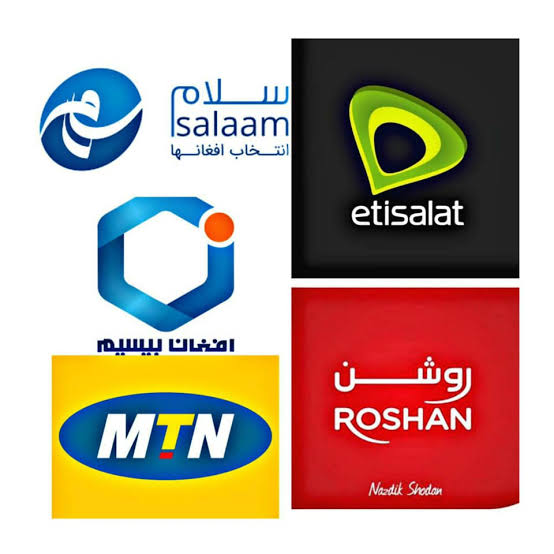 سلام
salaam
انتخاب افغانها
etisalat
افغان بیسیم
MTN
روشن
ROSHAN
Nazdik Shodan